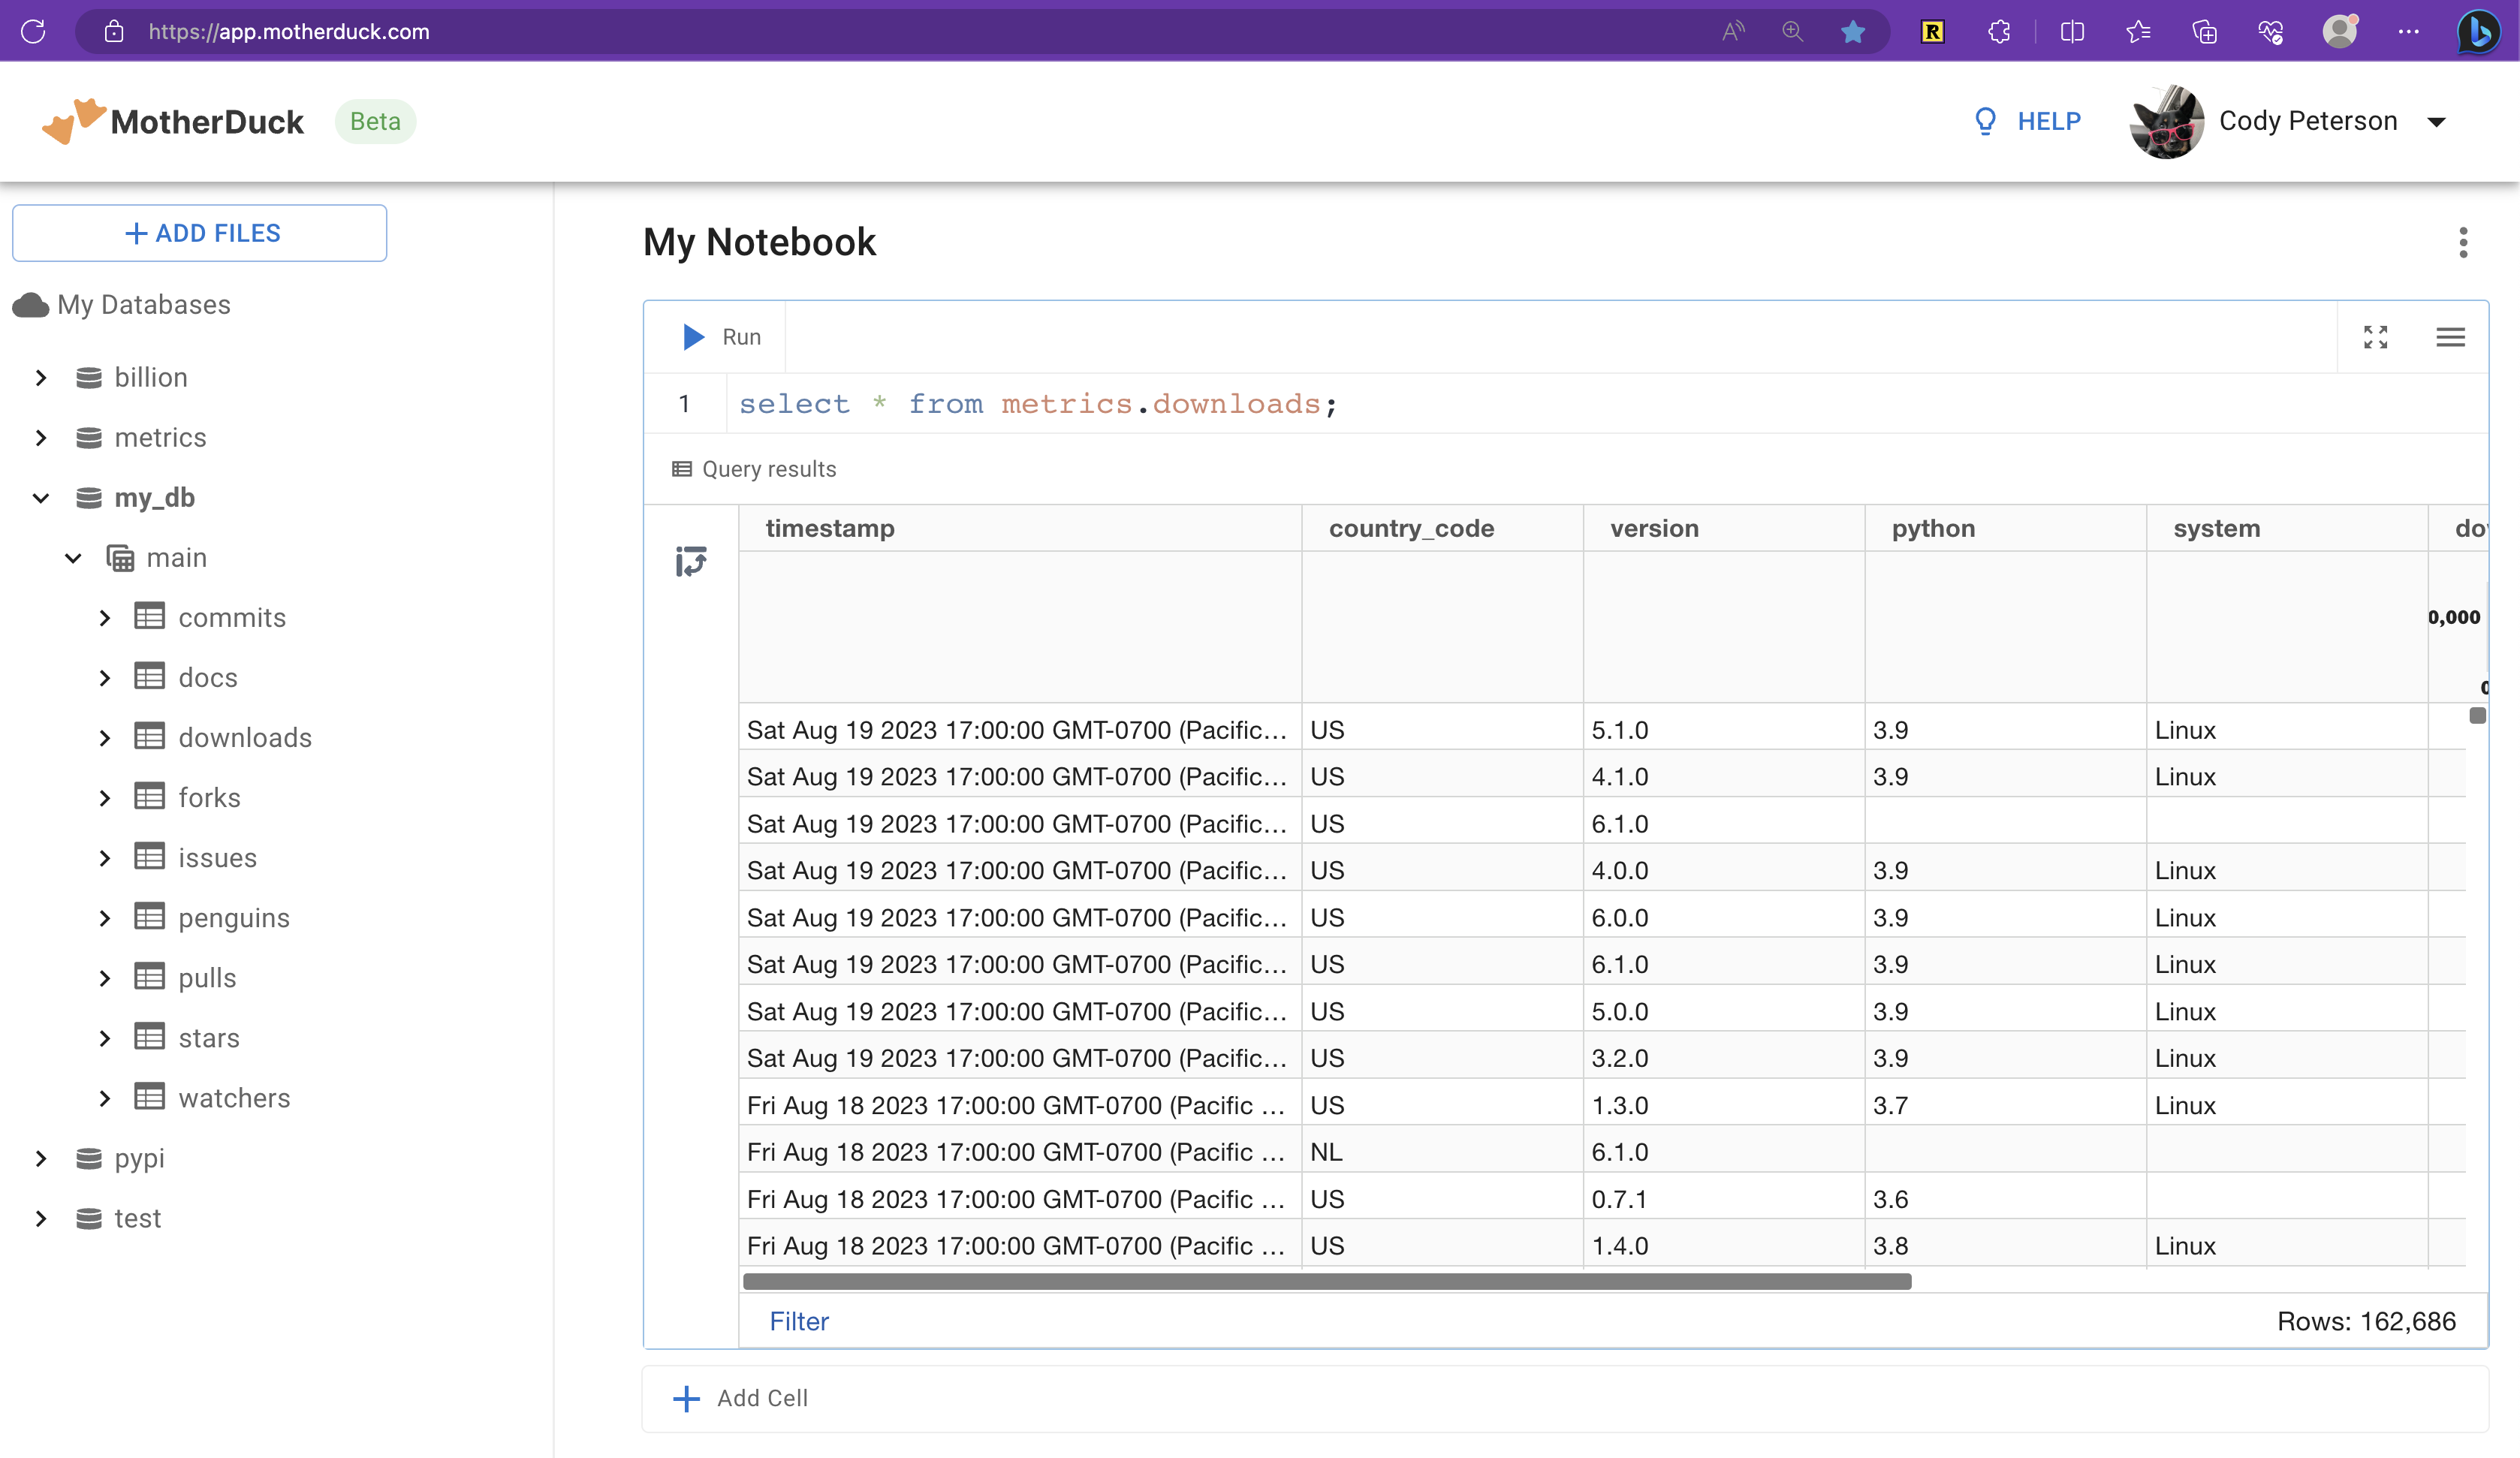 https://app.motherduck.com
MotherDuck Beta
HELP
Cody Peterson
+ ADD FILES
My Databases
billion
metrics
my_db
main
commits
docs
downloads
forks
issues
penguins
pulls
stars
watchers
pypi
test
My Notebook
Run
1 select * from metrics.downloads;
Query results
timestamp country_code version python system
0,000
Sat Aug 19 2023 17:00:00 GMT-0700 (Pacific... US 5.1.0 3.9 Linux
Sat Aug 19 2023 17:00:00 GMT-0700 (Pacific... US 4.1.0 3.9 Linux
Sat Aug 19 2023 17:00:00 GMT-0700 (Pacific... US 6.1.0
Sat Aug 19 2023 17:00:00 GMT-0700 (Pacific... US 4.0.0 3.9 Linux
Sat Aug 19 2023 17:00:00 GMT-0700 (Pacific... US 6.0.0 3.9 Linux
Sat Aug 19 2023 17:00:00 GMT-0700 (Pacific... US 6.1.0 3.9 Linux
Sat Aug 19 2023 17:00:00 GMT-0700 (Pacific... US 5.0.0 3.9 Linux
Sat Aug 19 2023 17:00:00 GMT-0700 (Pacific... US 3.2.0 3.9 Linux
Fri Aug 18 2023 17:00:00 GMT-0700 (Pacific ... US 1.3.0 3.7 Linux
Fri Aug 18 2023 17:00:00 GMT-0700 (Pacific ... NL 6.1.0
Fri Aug 18 2023 17:00:00 GMT-0700 (Pacific ... US 0.7.1 3.6
Fri Aug 18 2023 17:00:00 GMT-0700 (Pacific ... US 1.4.0 3.8 Linux
Filter
Rows: 162,686
Add Cell